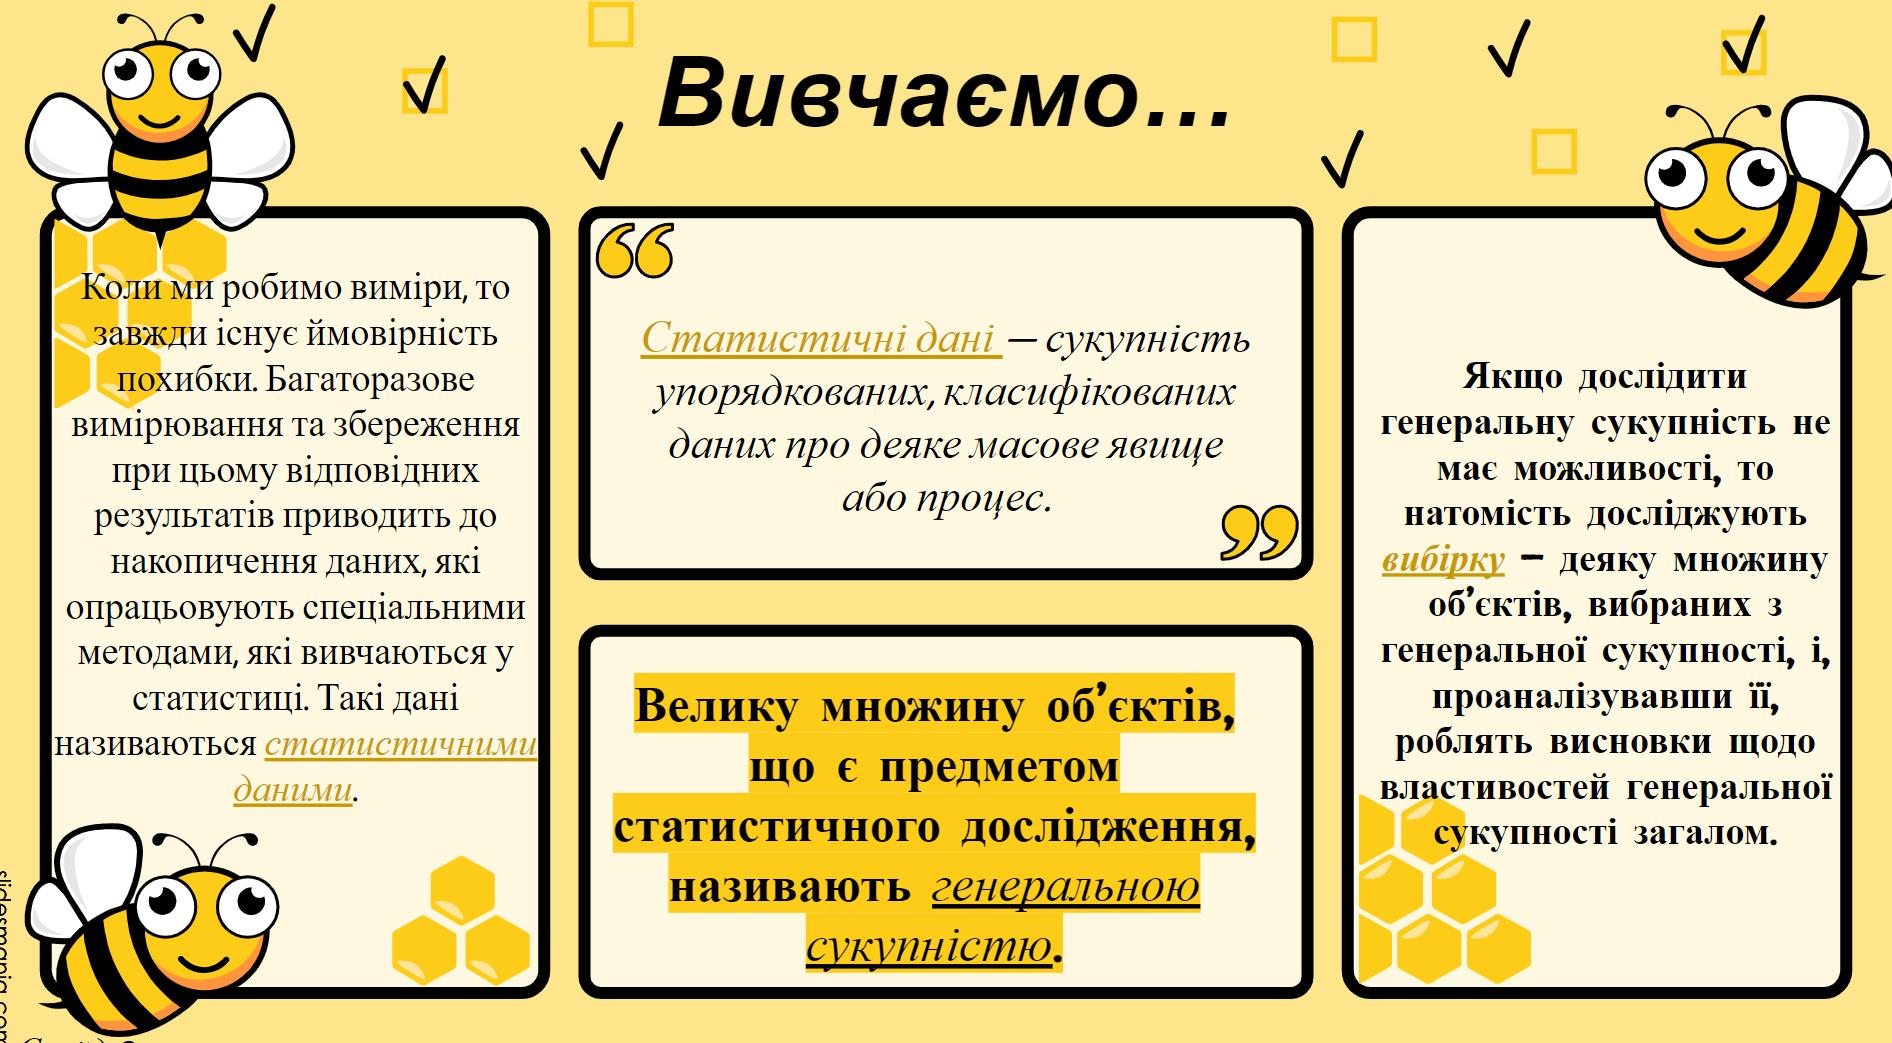 Вивчаємо...
Коли ми робимо виміри, то
завжди існує ймовірність
похибки. Багаторазове
вимірювання та збереження
при цьому відповідних
результатів приводить до
накопичення даних, які
опрацьовують спеціальними
методами, які вивчаються у
статистиці. Такі дані
називаються статистичними
даними.
“
Статистичні дані — сукупність
упорядкованих, класифікованих
даних про деяке масове явище
або процес.
”
Велику множину об’єктів,
що є предметом
статистичного дослідження,
називають генеральною
сукупністю.
Якщо дослідити
генеральну сукупність не
має можливості, то
натомість досліджують
вибірку – деяку множину
об’єктів, вибраних з
генеральної сукупності, і,
проаналізувавши її,
роблять висновки щодо
властивостей генеральної
сукупності загалом.
slidesmania.com